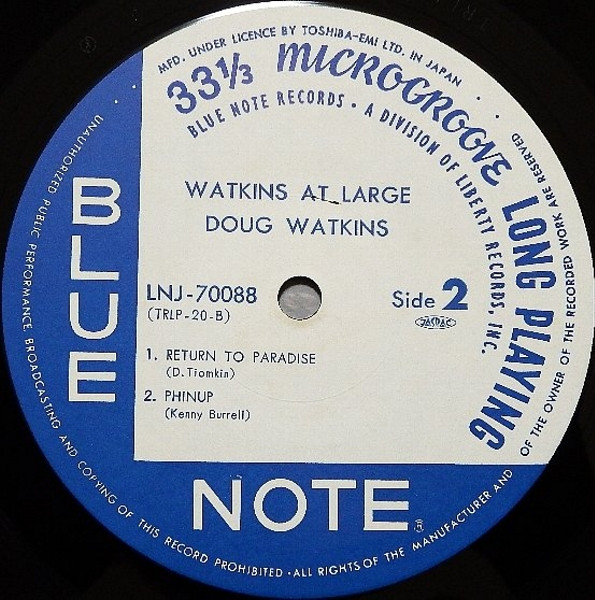 MFD. UNDER LICENCE BY TOSHIBA-EMI LTD. IN JAPAN
33⅓ MICROGROOVE LONG PLAYING
BLUE NOTE RECORDS • A DIVISION OF LIBERTY RECORDS, INC.
WATKINS AT LARGE
DOUG WATKINS
LNJ-70088
(TRLP-20-B)
Side 2
JASRAC
1. RETURN TO PARADISE
(D. Tiomkin)
2. PHINUP
(Kenny Burrell)
BLUE
NOTE
UNAUTHORIZED PUBLIC PERFORMANCE, BROADCASTING AND COPYING OF THIS RECORD PROHIBITED • ALL RIGHTS OF THE MANUFACTURER AND OF THE OWNER OF THE RECORDED WORK ARE RESERVED